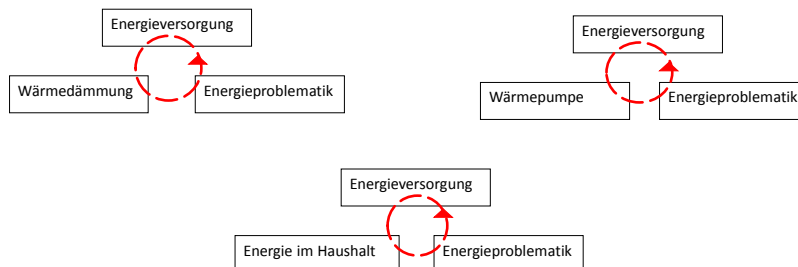 Energieversorgung
Wärmedämmung
Energieproblematik
Energieversorgung
Wärmepumpe
Energieproblematik
Energieversorgung
Energie im Haushalt
Energieproblematik